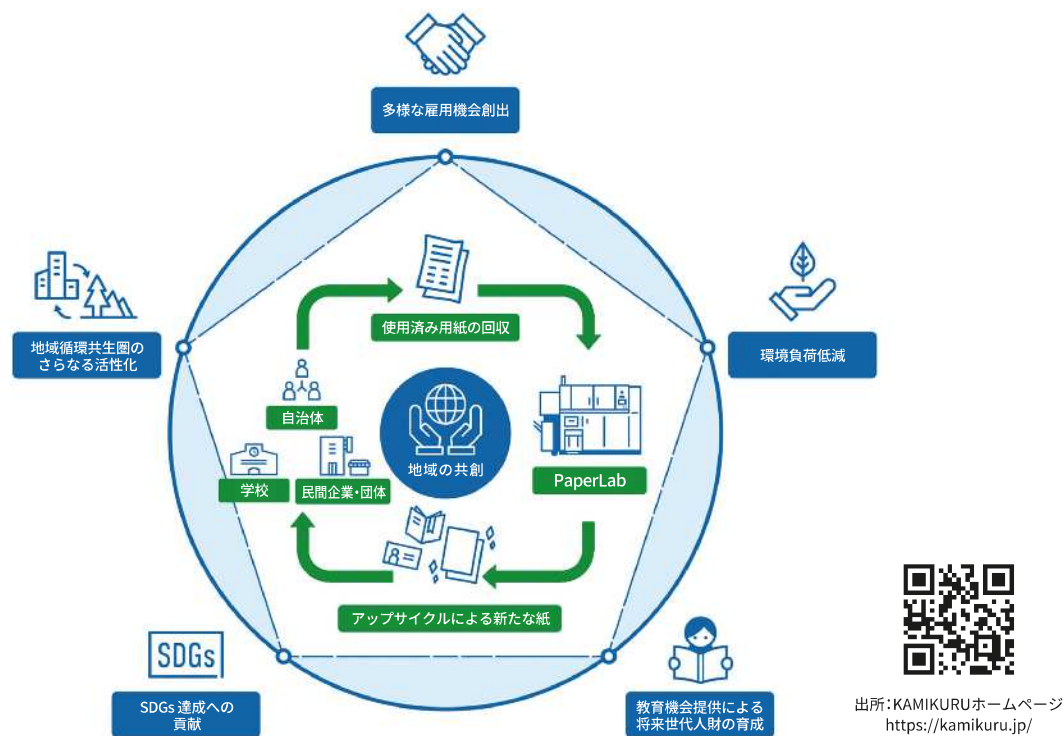 多様な雇用機会創出
使用済み用紙の回収
地域循環共生圏の
さらなる活性化
環境負荷低減
自治体
地域の共創
PaperLab
学校
民間企業・団体
アップサイクルによる新たな紙
SDGs
SDGs 達成への
貢献
教育機会提供による
将来世代人財の育成
出所：KAMIKURUホームページ
https://kamikuru.jp/